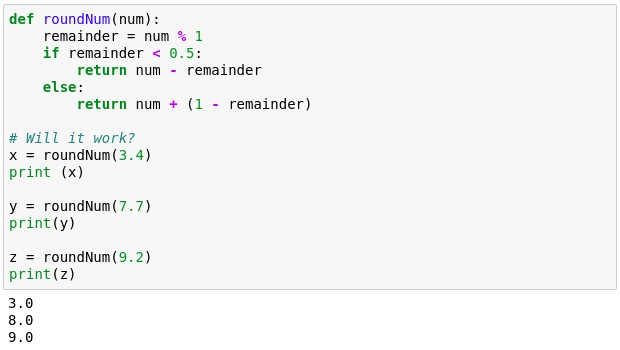 def roundNum(num):
    remainder = num % 1
    if remainder < 0.5:
        return num - remainder
    else:
        return num + (1 - remainder)

# Will it work?
x = roundNum(3.4)
print (x)

y = roundNum(7.7)
print(y)

z = roundNum(9.2)
print(z)
3.0
8.0
9.0